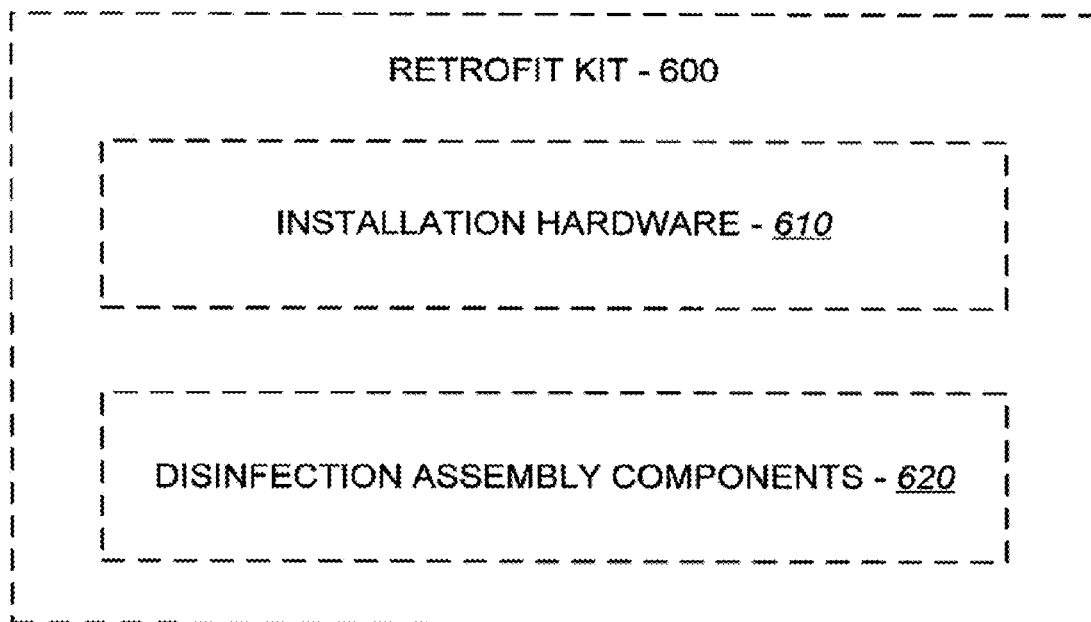 RETROFIT KIT - 600
INSTALLATION HARDWARE - 610
DISINFECTION ASSEMBLY COMPONENTS - 620